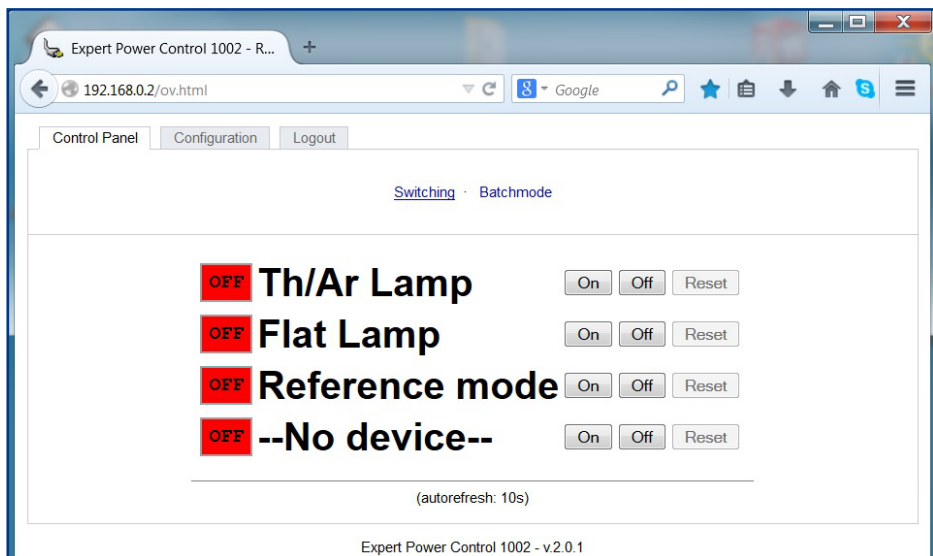 Expert Power Control 1002 - R...
192.168.0.2/ov.html
8 Google
Control Panel Configuration Logout
Switching · Batchmode
OFF Th/Ar Lamp On Off Reset
OFF Flat Lamp On Off Reset
OFF Reference mode On Off Reset
OFF --No device-- On Off Reset
(autorefresh: 10s)
Expert Power Control 1002 - v.2.0.1